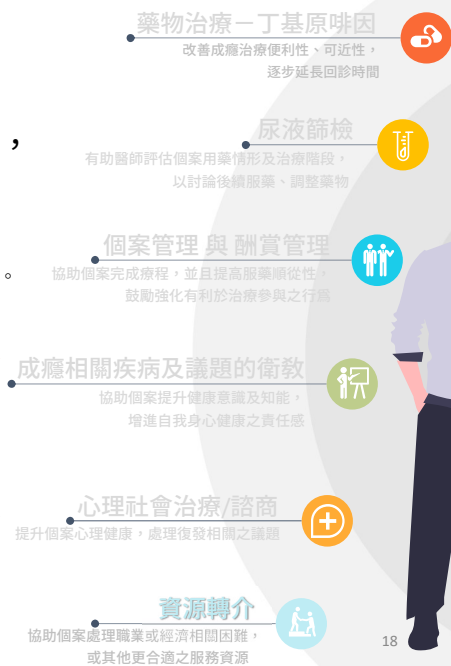 藥物治療－丁基原啡因
改善成癮治療便利性、可近性，
逐步延長回診時間
，
尿液篩檢
有助醫師評估個案用藥情形及治療階段，
以討論後續服藥、調整藥物
個案管理 與 酬賞管理
。
協助個案完成療程，並且提高服藥順從性，
鼓勵強化有利於治療參與之行為
成癮相關疾病及議題的衛教
協助個案提升健康意識及知能，
增進自我身心健康之責任感
心理社會治療/諮商
提升個案心理健康，處理復發相關之議題
資源轉介
協助個案處理職業或經濟相關困難，
或其他更合適之服務資源
18